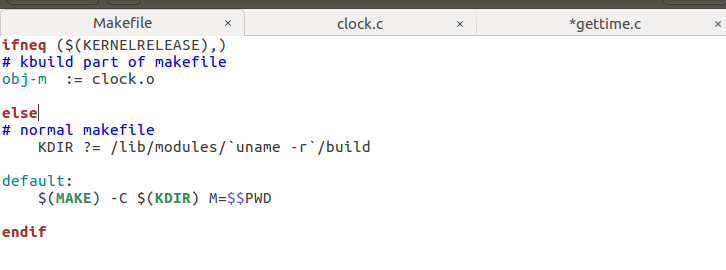 Makefile × clock.c × *gettime.c ×
ifneq ($(KERNELRELEASE),)
# kbuild part of makefile
obj-m  := clock.o
else
# normal makefile
    KDIR ?= /lib/modules/`uname -r`/build
default:
    $(MAKE) -C $(KDIR) M=$$PWD
endif